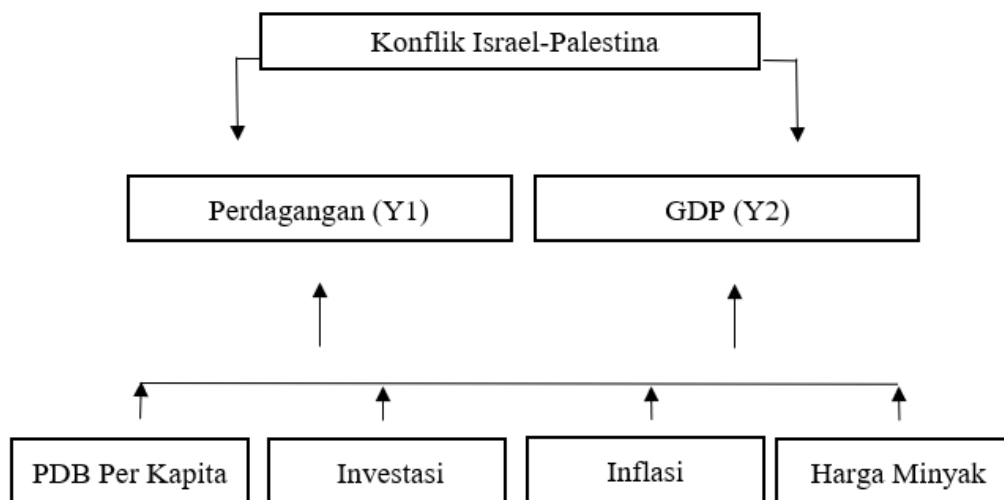 Konflik Israel-Palestina
Perdagangan (Y1)
GDP (Y2)
PDB Per Kapita
Investasi
Inflasi
Harga Minyak